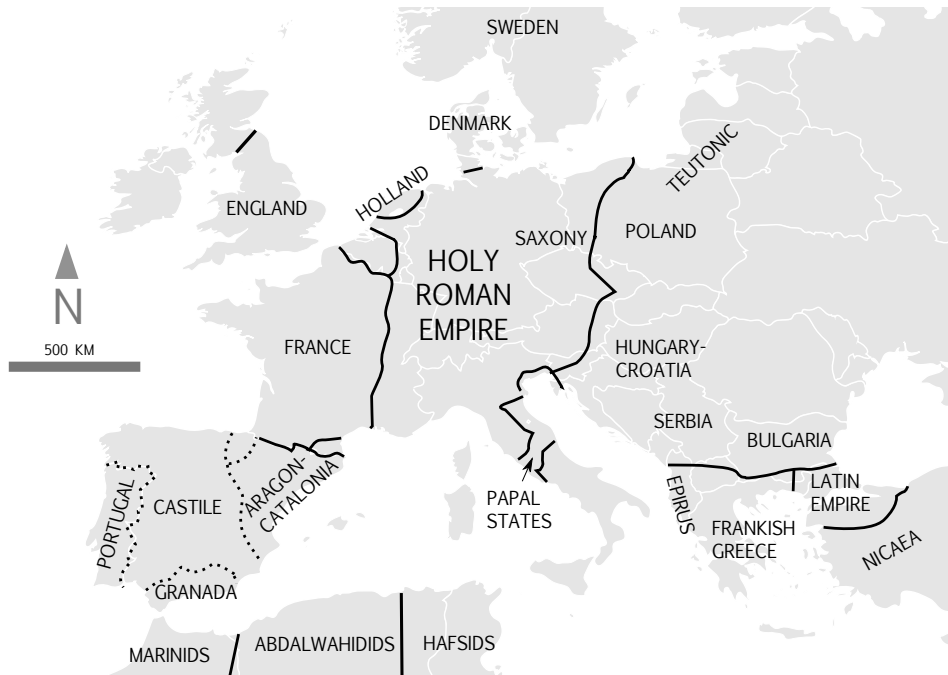 SWEDEN
DENMARK
TEUTONIC
HOLLAND
ENGLAND
SAXONY
POLAND
HOLY
ROMAN
EMPIRE
N
500 KM
FRANCE
HUNGARY-
CROATIA
SERBIA
BULGARIA
ARAGON-
CATALONIA
PORTUGAL
CASTILE
PAPAL
STATES
EPIRUS
LATIN
EMPIRE
FRANKISH
GREECE
NICAEA
GRANADA
MARINIDS
ABDALWAHIDIDS
HAFSIDS